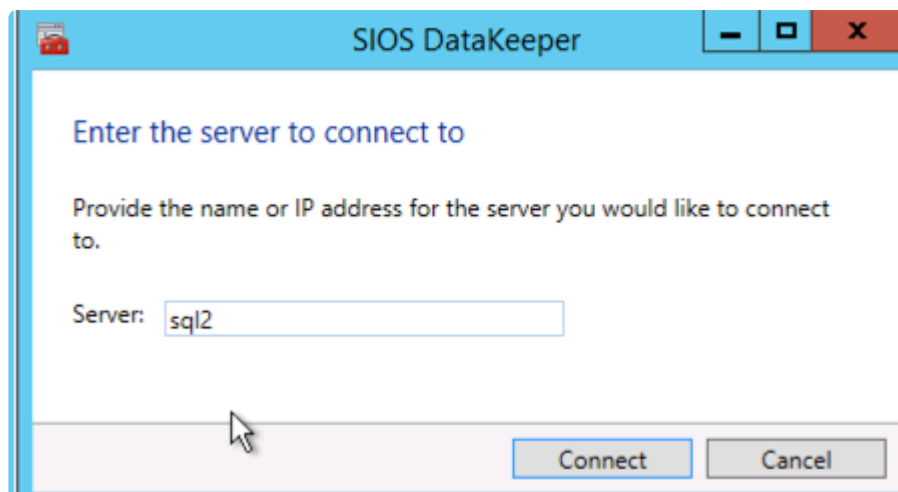 SIOS DataKeeper
Enter the server to connect to
Provide the name or IP address for the server you would like to connect
to.
Server: sql2
Connect Cancel